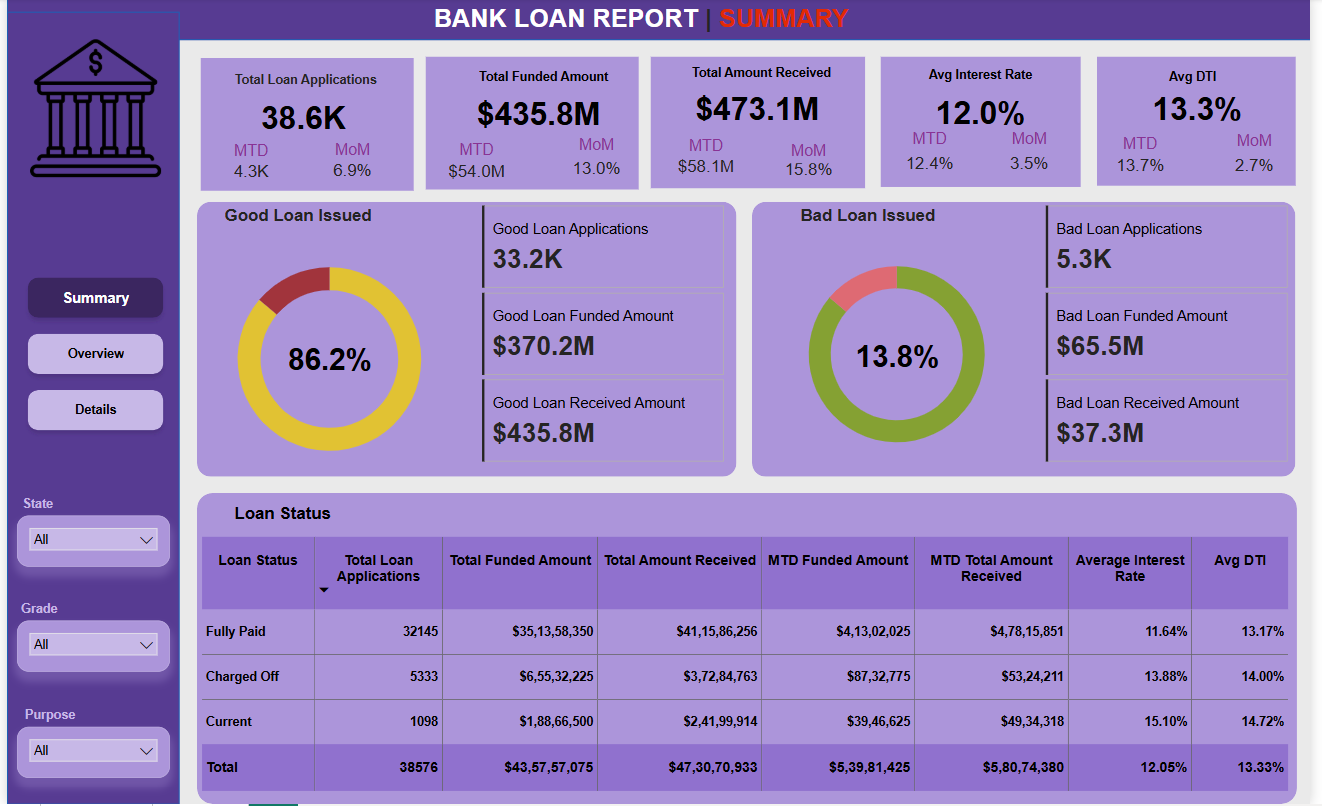 BANK LOAN REPORT | SUMMARY
$
Summary
Overview
Details
State
All
Grade
All
Purpose
All
Total Loan Applications
38.6K
MTD MoM
4.3K 6.9%
Total Funded Amount
$435.8M
MTD MoM
$54.0M 13.0%
Total Amount Received
$473.1M
MTD MoM
$58.1M 15.8%
Avg Interest Rate
12.0%
MTD MoM
12.4% 3.5%
Avg DTI
13.3%
MTD MoM
13.7% 2.7%
Good Loan Issued
86.2%
Good Loan Applications
33.2K
Good Loan Funded Amount
$370.2M
Good Loan Received Amount
$435.8M
Bad Loan Issued
13.8%
Bad Loan Applications
5.3K
Bad Loan Funded Amount
$65.5M
Bad Loan Received Amount
$37.3M
Loan Status
Loan Status Total Loan Applications Total Funded Amount Total Amount Received MTD Funded Amount MTD Total Amount Received Average Interest Rate Avg DTI
Fully Paid 32145 $35,13,58,350 $41,15,86,256 $4,13,02,025 $4,78,15,851 11.64% 13.17%
Charged Off 5333 $6,55,32,225 $3,72,84,763 $87,32,775 $53,24,211 13.88% 14.00%
Current 1098 $1,88,66,500 $2,41,99,914 $39,46,625 $49,34,318 15.10% 14.72%
Total 38576 $43,57,57,075 $47,30,70,933 $5,39,81,425 $5,80,74,380 12.05% 13.33%